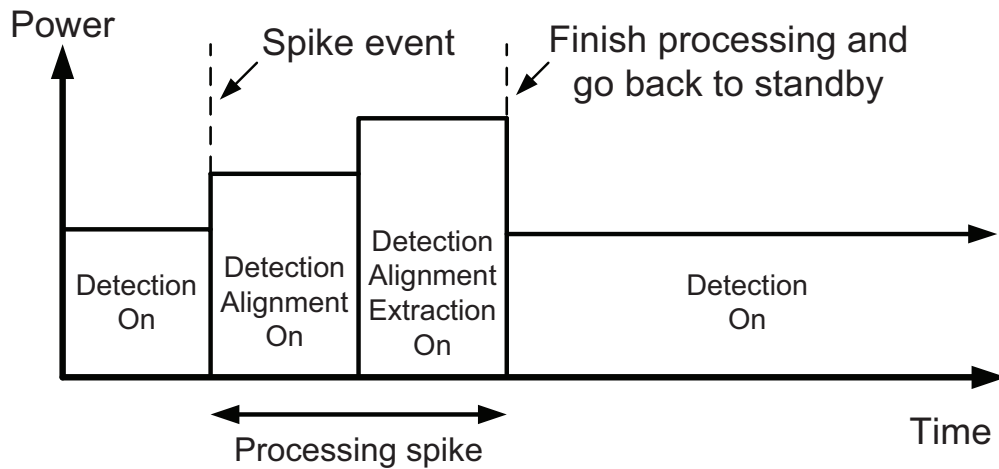 Power
Spike event
Finish processing and
go back to standby
Detection
On
Detection
Alignment
On
Detection
Alignment
Extraction
On
Detection
On
Processing spike
Time